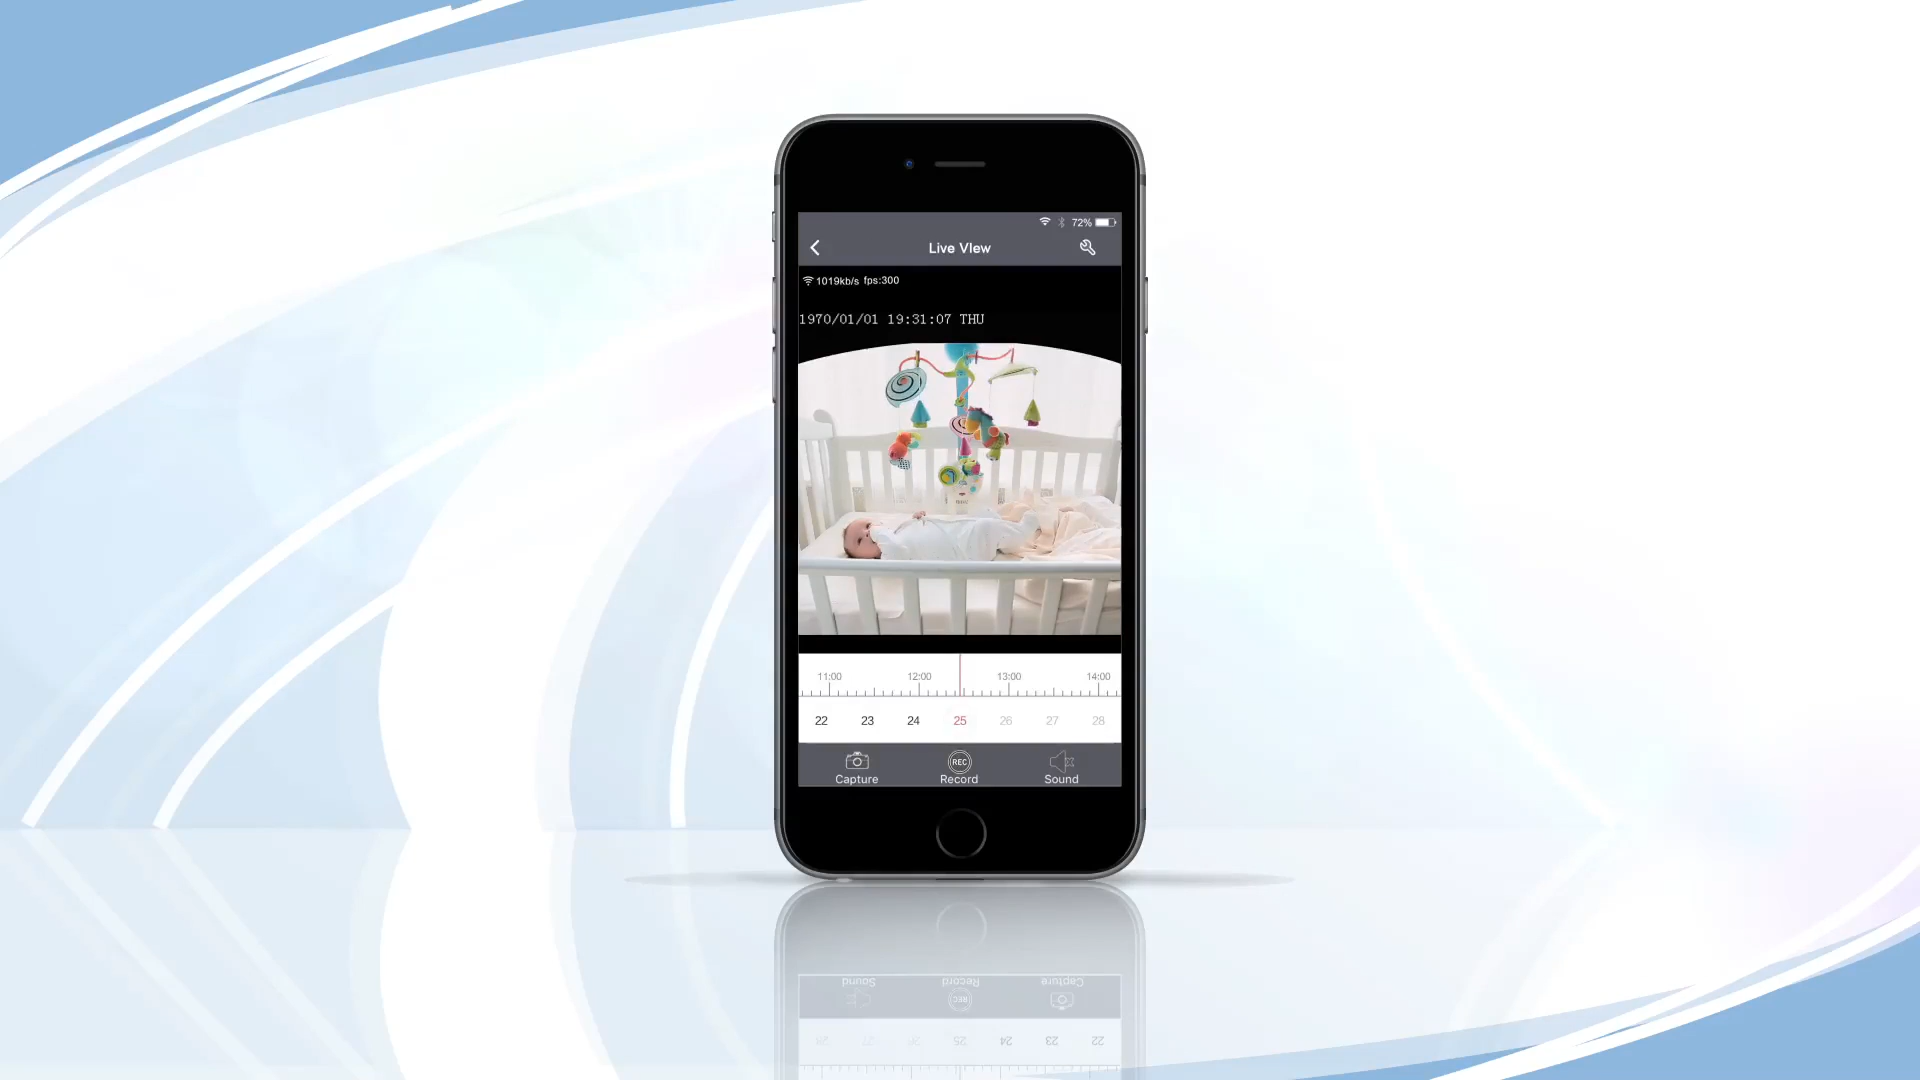 72%
Live VIew
1019kb/s fps:300
1970/01/01 19:31:07 THU
11:00 12:00 13:00 14:00
22 23 24 25 26 27 28
REC
Capture Record Sound